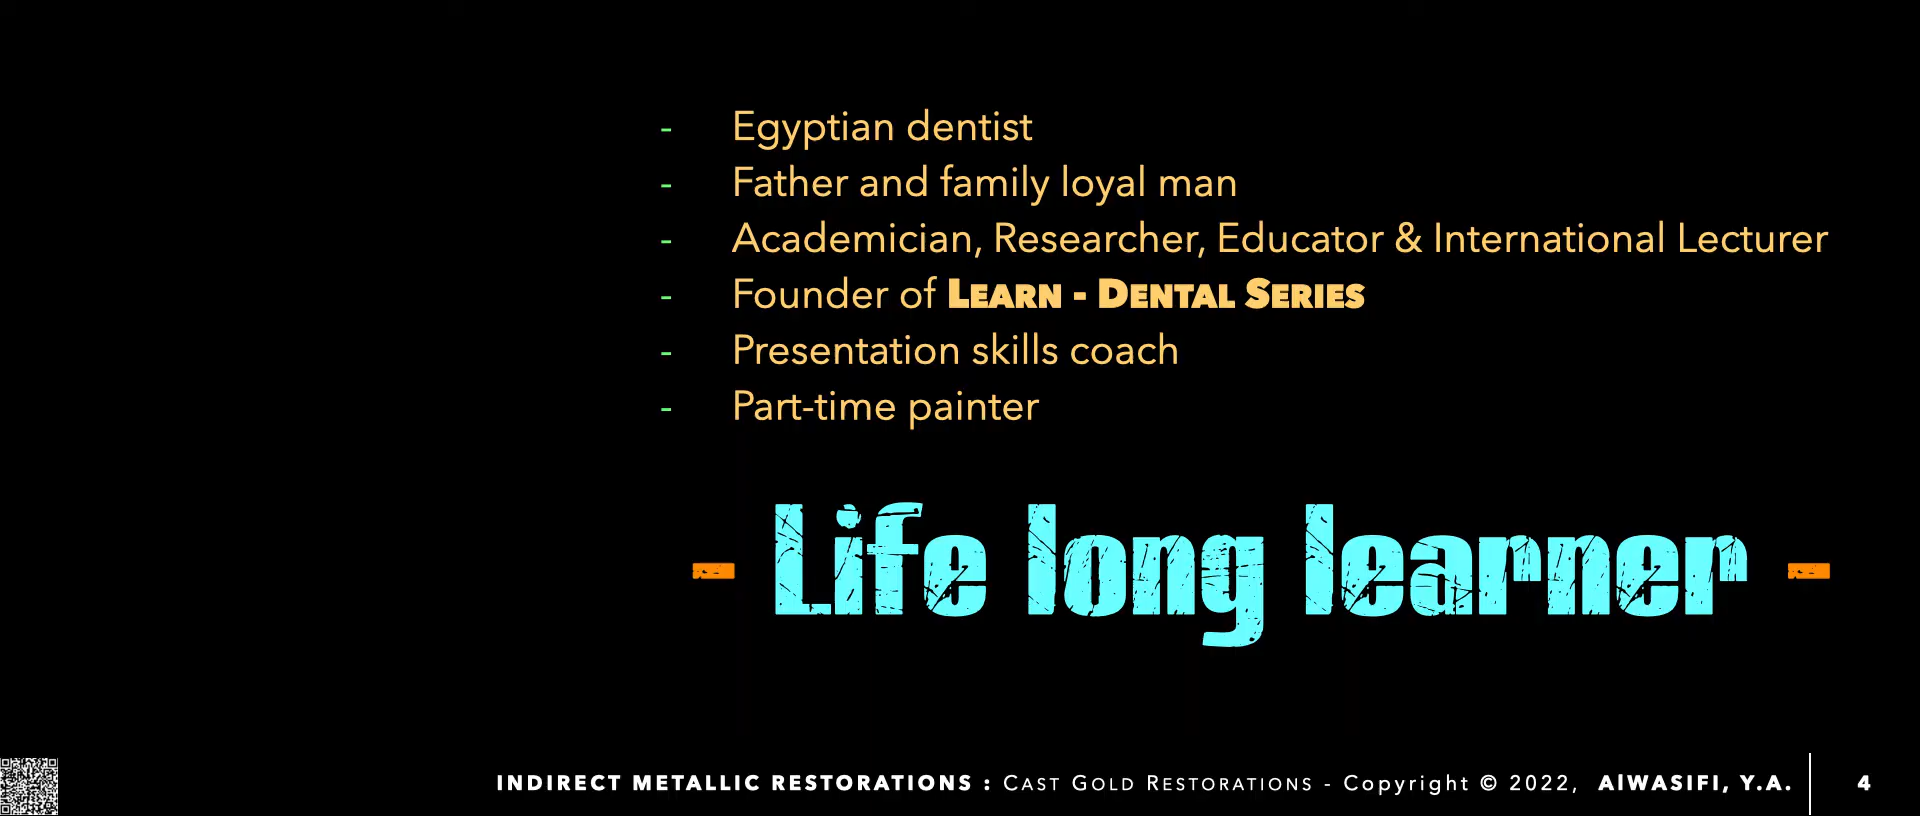 - Egyptian dentist
- Father and family loyal man
- Academician, Researcher, Educator & International Lecturer
- Founder of LEARN - DENTAL SERIES
- Presentation skills coach
- Part-time painter
- Life long learner -
INDIRECT METALLIC RESTORATIONS : CAST GOLD RESTORATIONS - Copyright © 2022, AlWASIFI, Y.A. 4